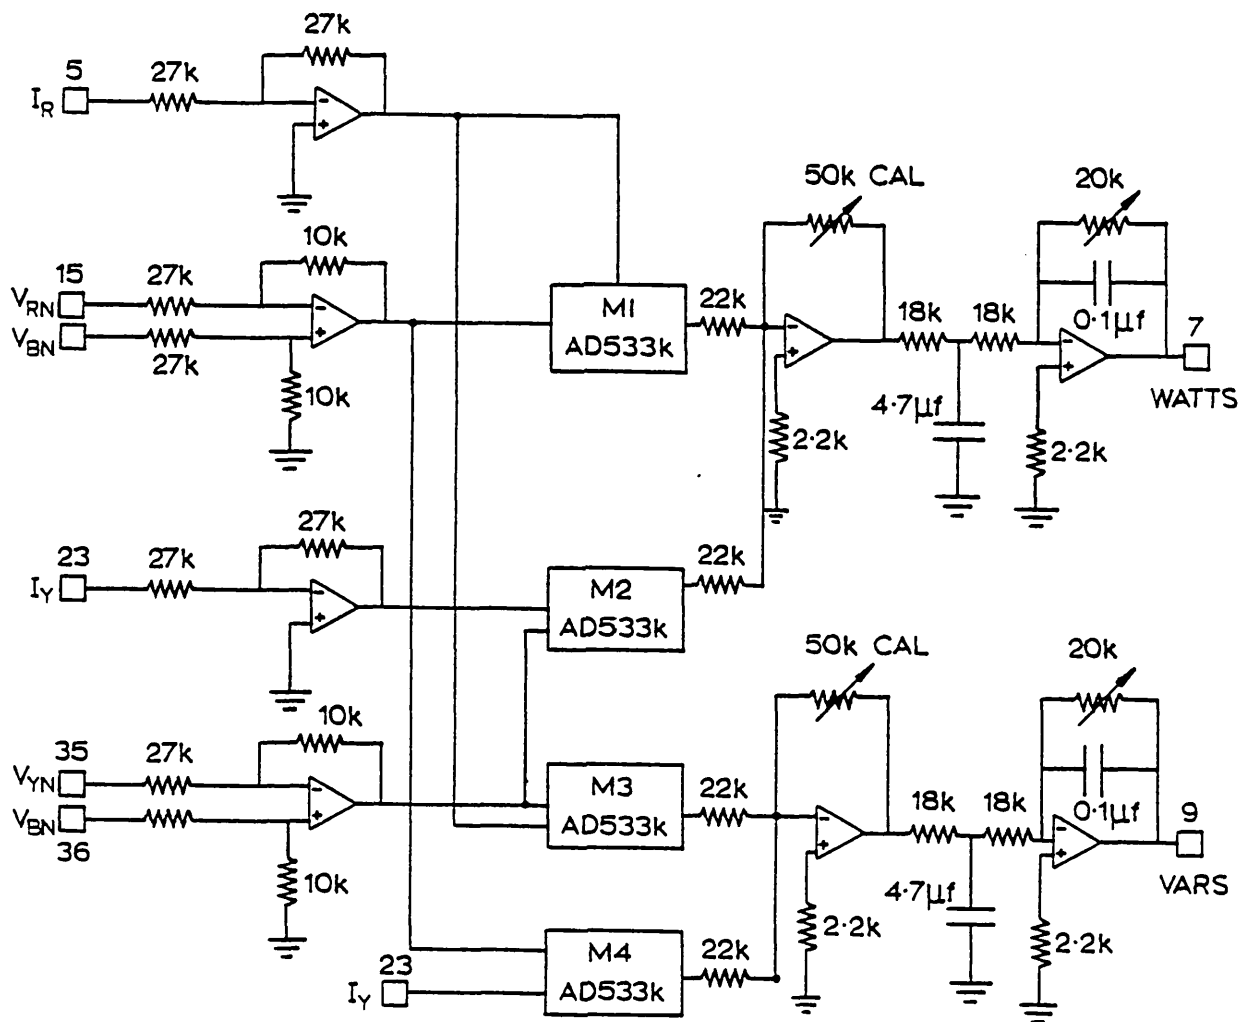 27k
5
27k
I_R
50k CAL
20k
10k
15
27k
V_RN
V_BN
27k
10k
M1
AD533k
22k
18k
18k
0·1μf
7
WATTS
4·7μf
2·2k
2·2k
27k
23
27k
I_Y
22k
M2
AD533k
50k CAL
20k
10k
35
27k
V_YN
V_BN
36
10k
M3
AD533k
22k
18k
18k
0·1μf
9
VARS
4·7μf
2·2k
2·2k
M4
AD533k
22k
23
I_Y